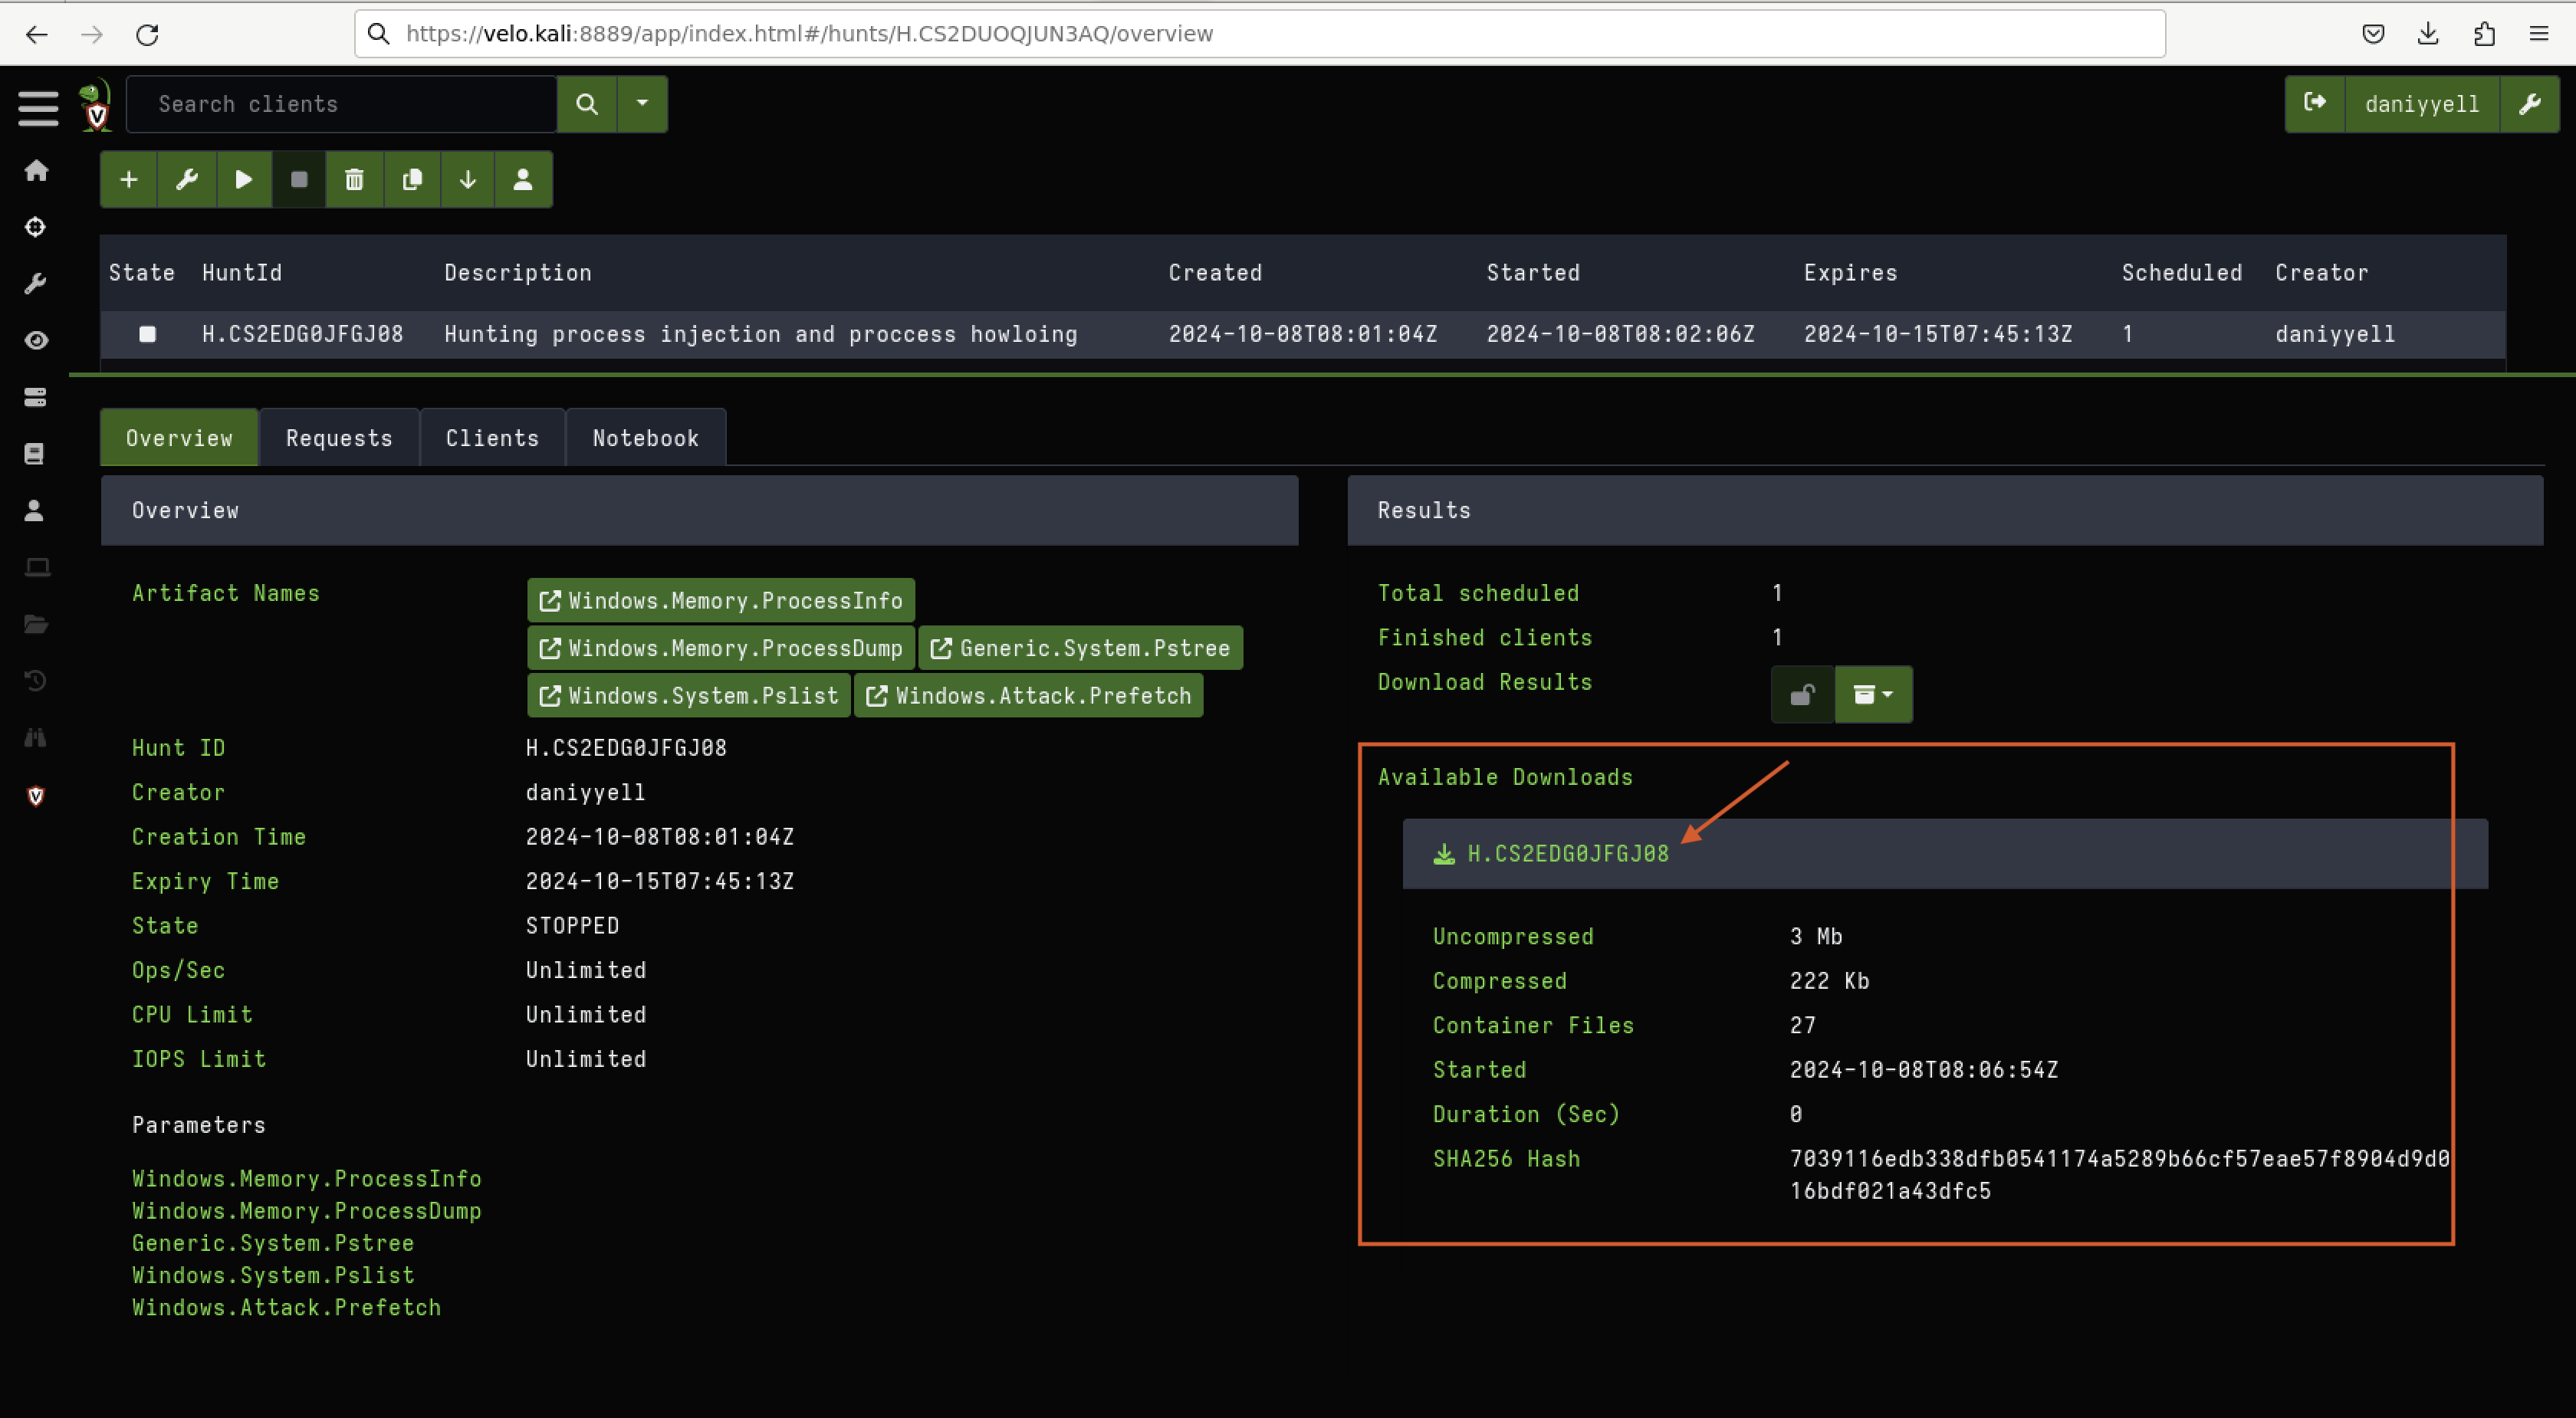 https://velo.kali:8889/app/index.html#/hunts/H.CS2DUOQJUN3AQ/overview
Search clients
daniyyell
State HuntId Description Created Started Expires Scheduled Creator
H.CS2EDG0JFGJ08 Hunting process injection and proccess howloing 2024-10-08T08:01:04Z 2024-10-08T08:02:06Z 2024-10-15T07:45:13Z 1 daniyyell
Overview Requests Clients Notebook
Overview
Artifact Names
Windows.Memory.ProcessInfo
Windows.Memory.ProcessDump Generic.System.Pstree
Windows.System.Pslist Windows.Attack.Prefetch
Hunt ID H.CS2EDG0JFGJ08
Creator daniyyell
Creation Time 2024-10-08T08:01:04Z
Expiry Time 2024-10-15T07:45:13Z
State STOPPED
Ops/Sec Unlimited
CPU Limit Unlimited
IOPS Limit Unlimited
Parameters
Windows.Memory.ProcessInfo
Windows.Memory.ProcessDump
Generic.System.Pstree
Windows.System.Pslist
Windows.Attack.Prefetch
Results
Total scheduled 1
Finished clients 1
Download Results
Available Downloads
H.CS2EDG0JFGJ08
Uncompressed 3 Mb
Compressed 222 Kb
Container Files 27
Started 2024-10-08T08:06:54Z
Duration (Sec) 0
SHA256 Hash 7039116edb338dfb0541174a5289b66cf57eae57f8904d9d0
16bdf021a43dfc5